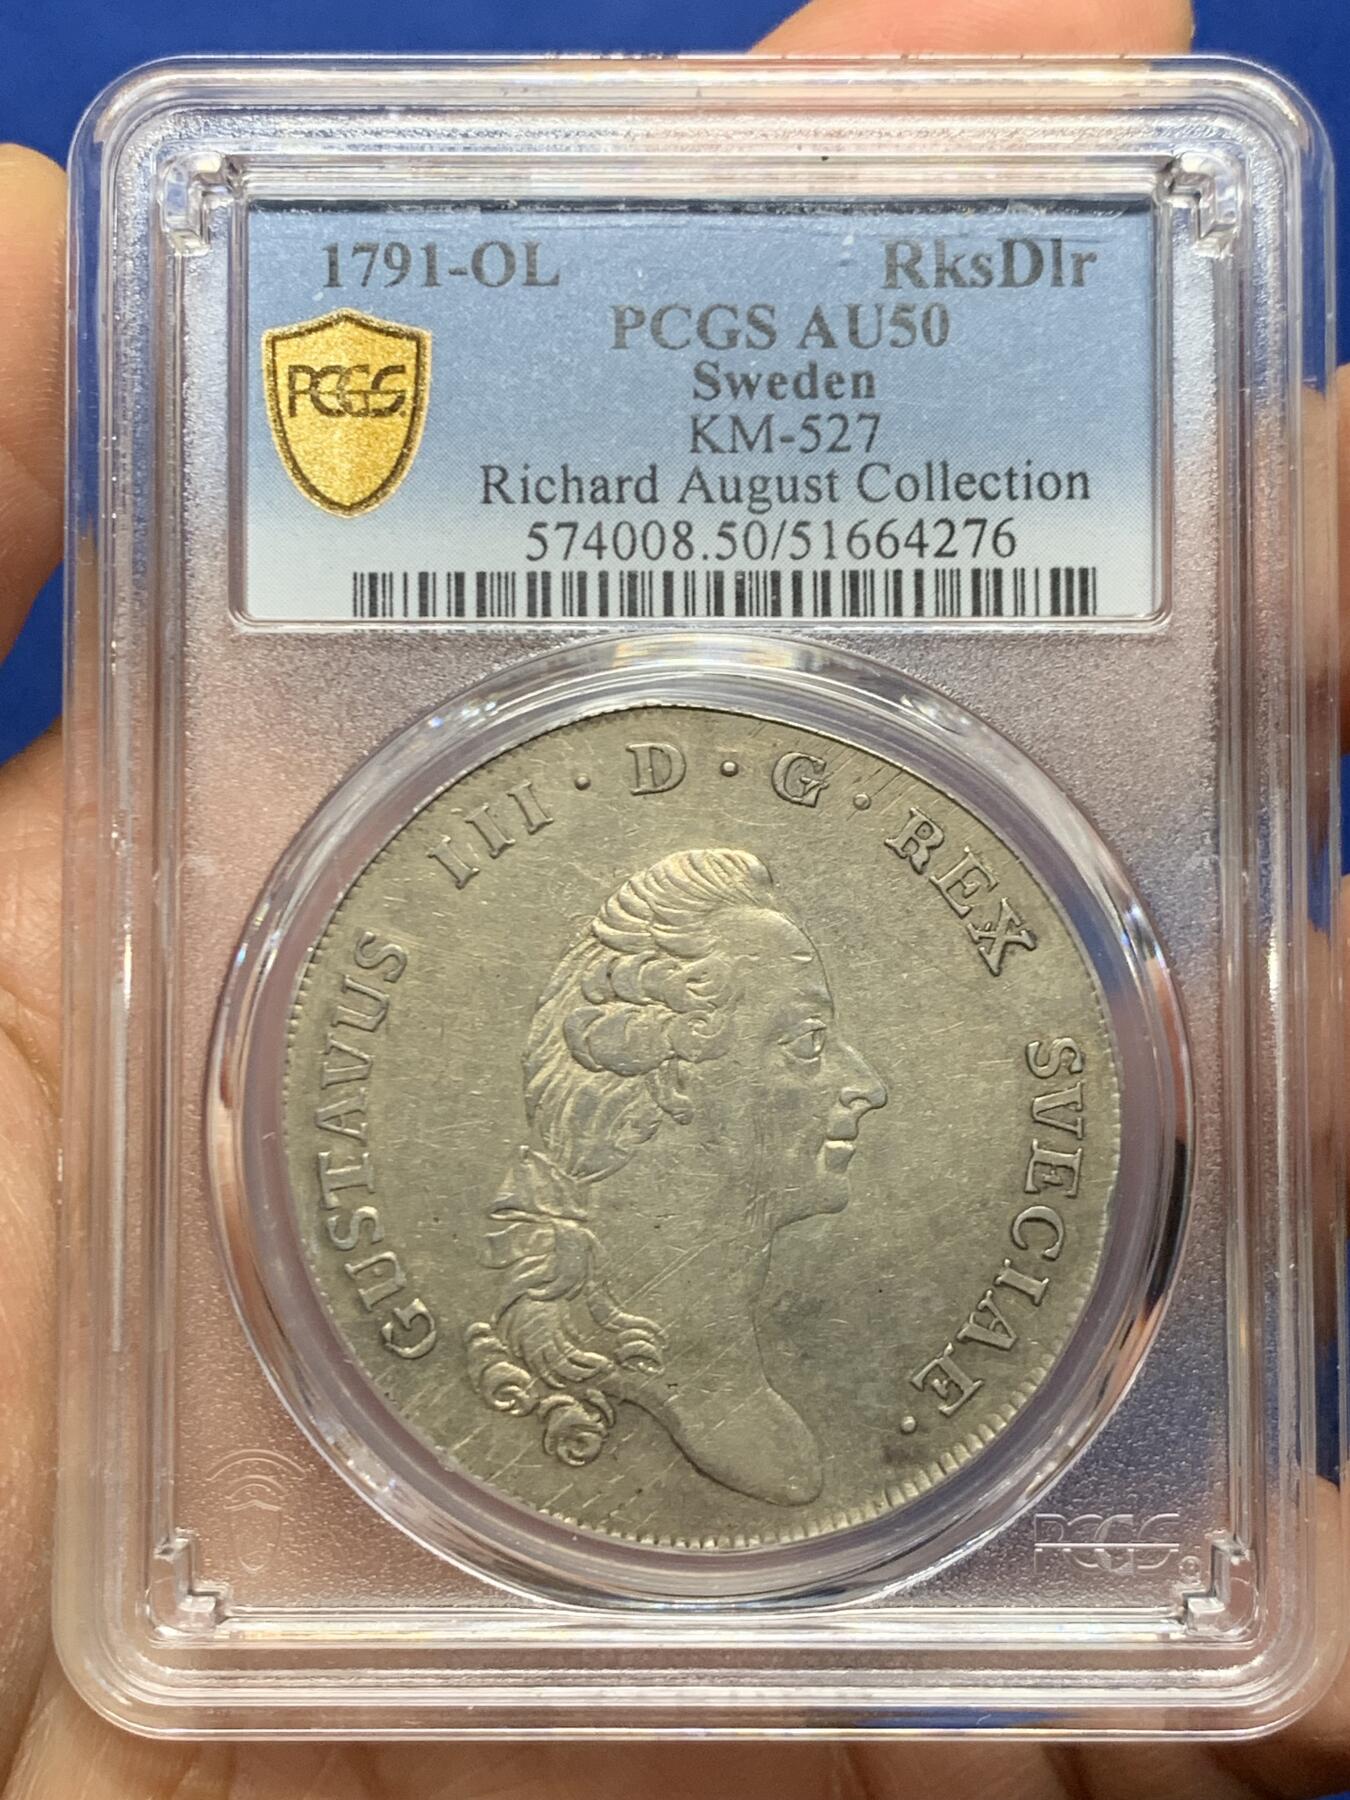 1791-OL RksDlr
PCGS AU50
Sweden
KM-527
Richard August Collection
574008.50/51664276
PCGS
GUSTAVUS III · D · G · REX SVECIAE ·
PCGS